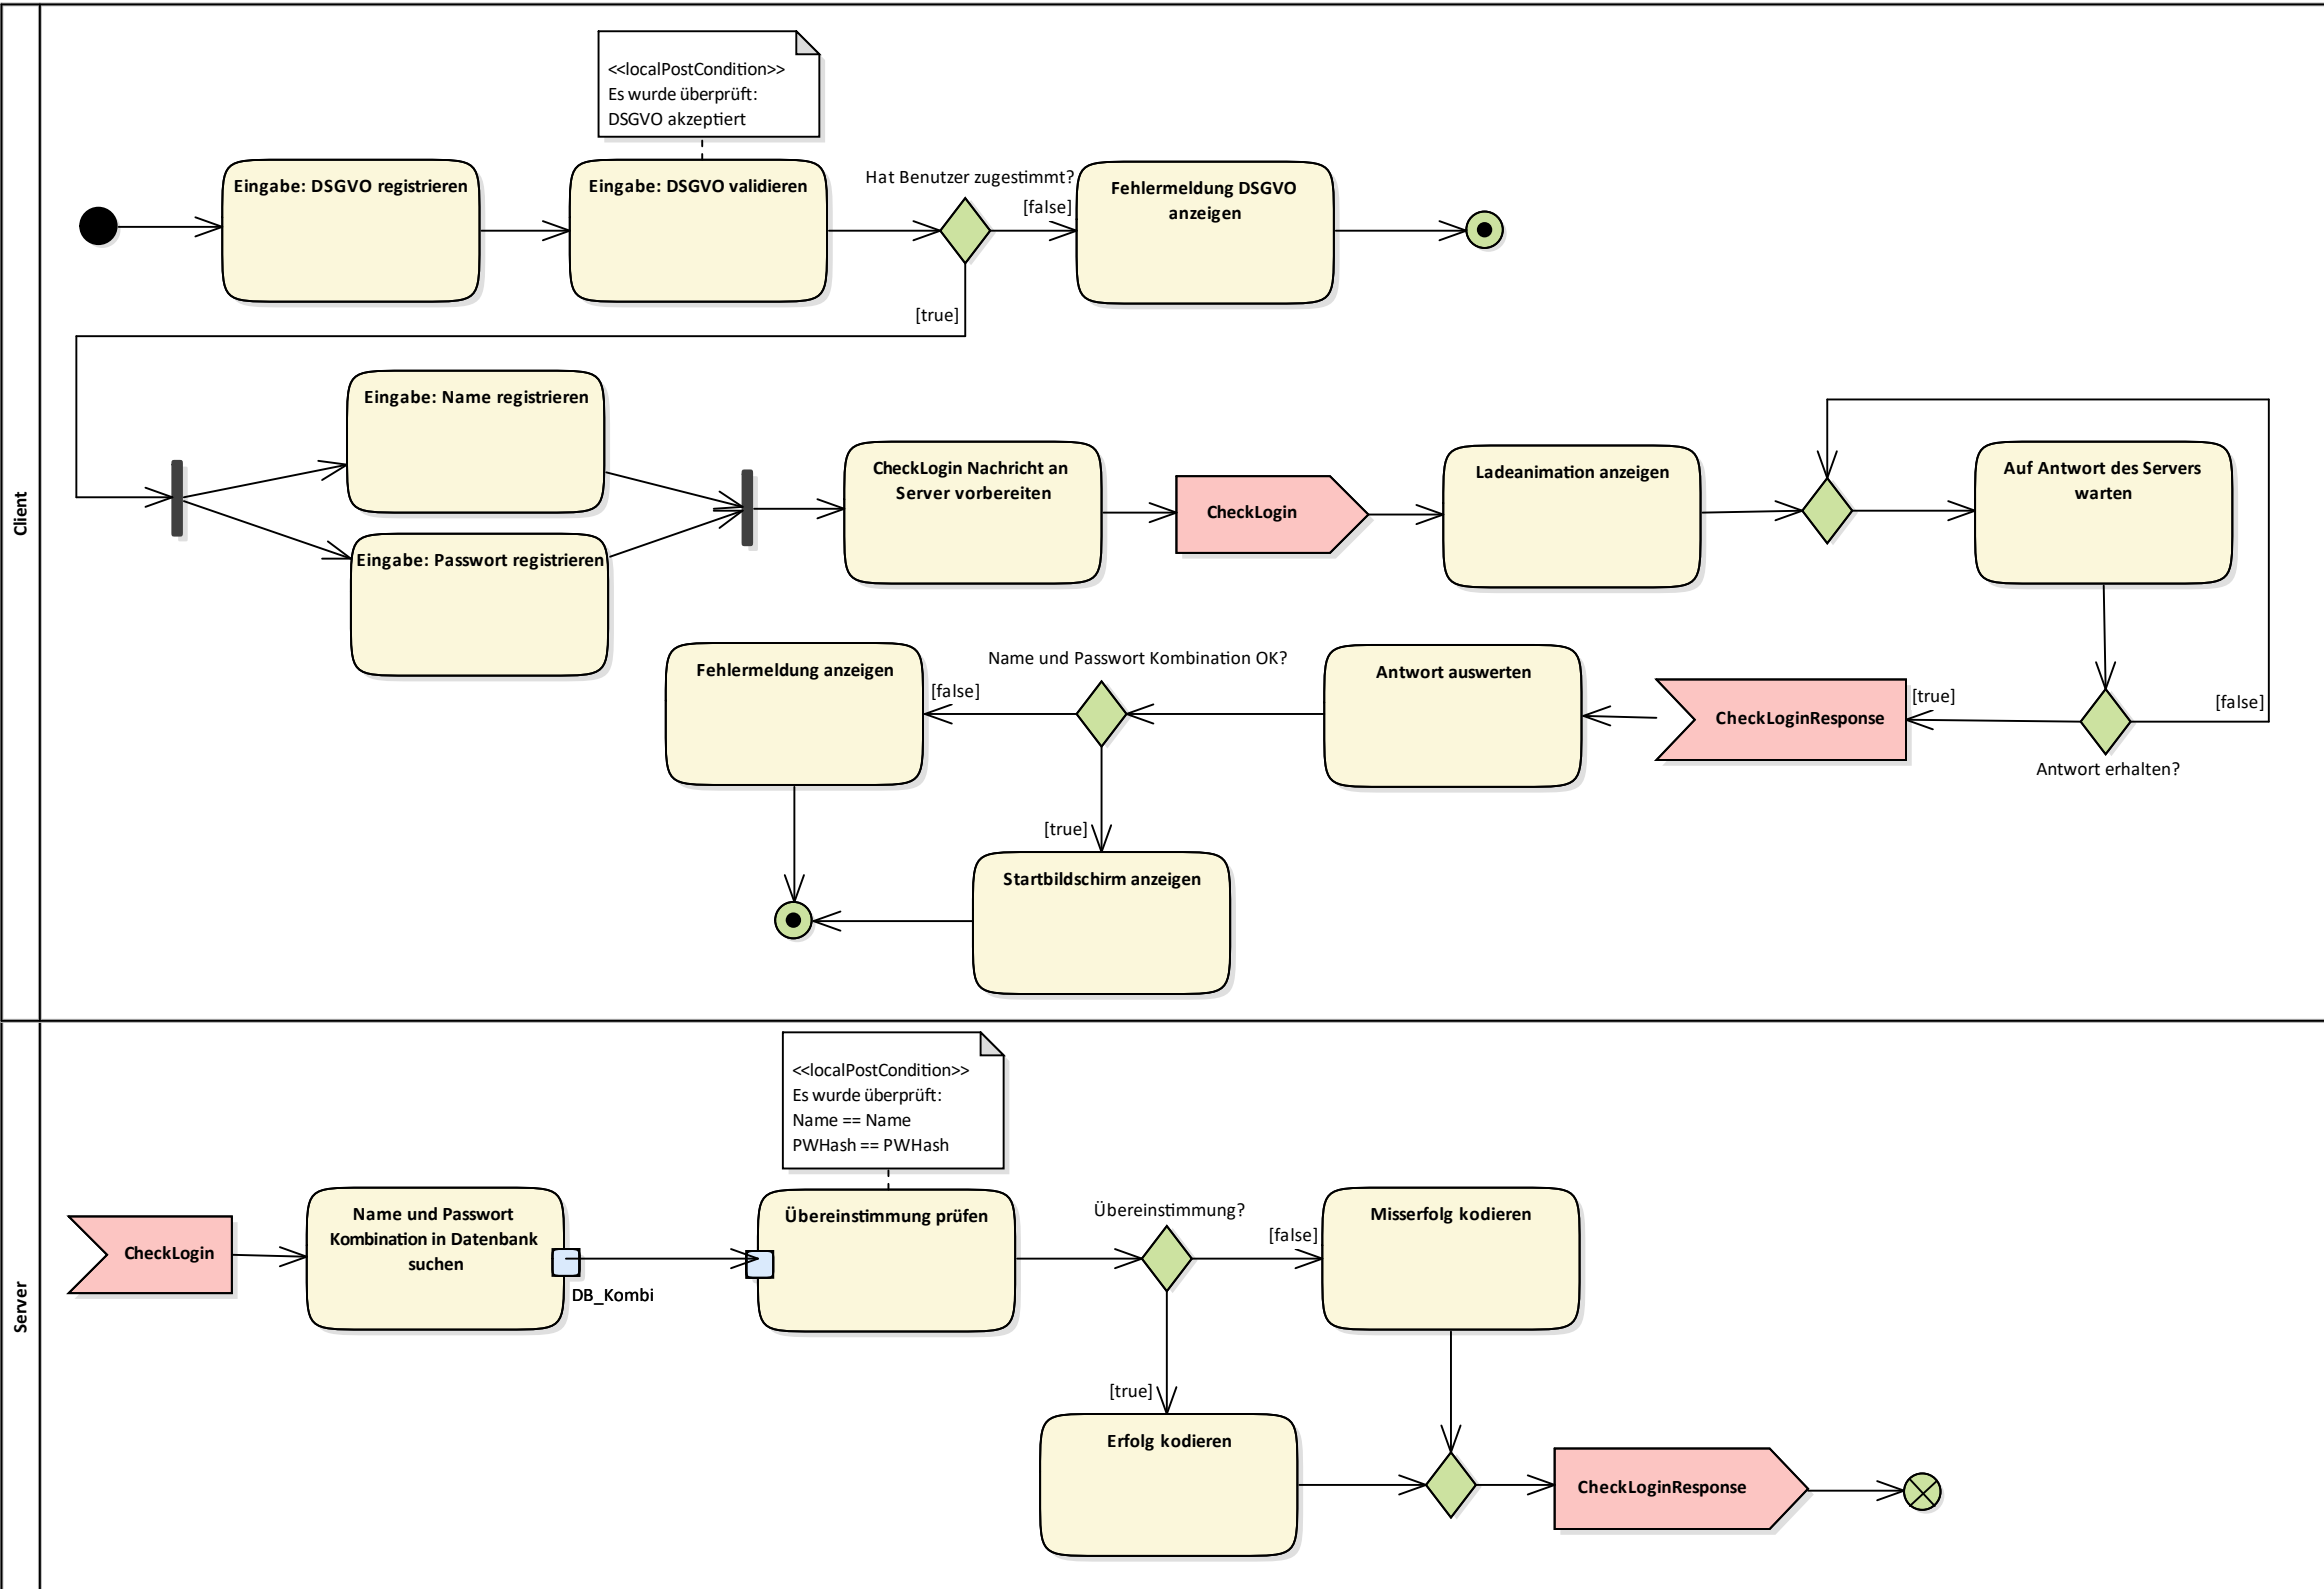 Client
<<localPostCondition>>
Es wurde überprüft:
DSGVO akzeptiert
Eingabe: DSGVO registrieren
Eingabe: DSGVO validieren
Hat Benutzer zugestimmt?
[false]
Fehlermeldung DSGVO
anzeigen
[true]
Eingabe: Name registrieren
Eingabe: Passwort registrieren
CheckLogin Nachricht an
Server vorbereiten
CheckLogin
Ladeanimation anzeigen
Auf Antwort des Servers
warten
Fehlermeldung anzeigen
[false]
Name und Passwort Kombination OK?
Antwort auswerten
CheckLoginResponse
[true]
[false]
Antwort erhalten?
[true]
Startbildschirm anzeigen
Server
<<localPostCondition>>
Es wurde überprüft:
Name == Name
PWHash == PWHash
CheckLogin
Name und Passwort
Kombination in Datenbank
suchen
DB_Kombi
Übereinstimmung prüfen
Übereinstimmung?
[false]
Misserfolg kodieren
[true]
Erfolg kodieren
CheckLoginResponse